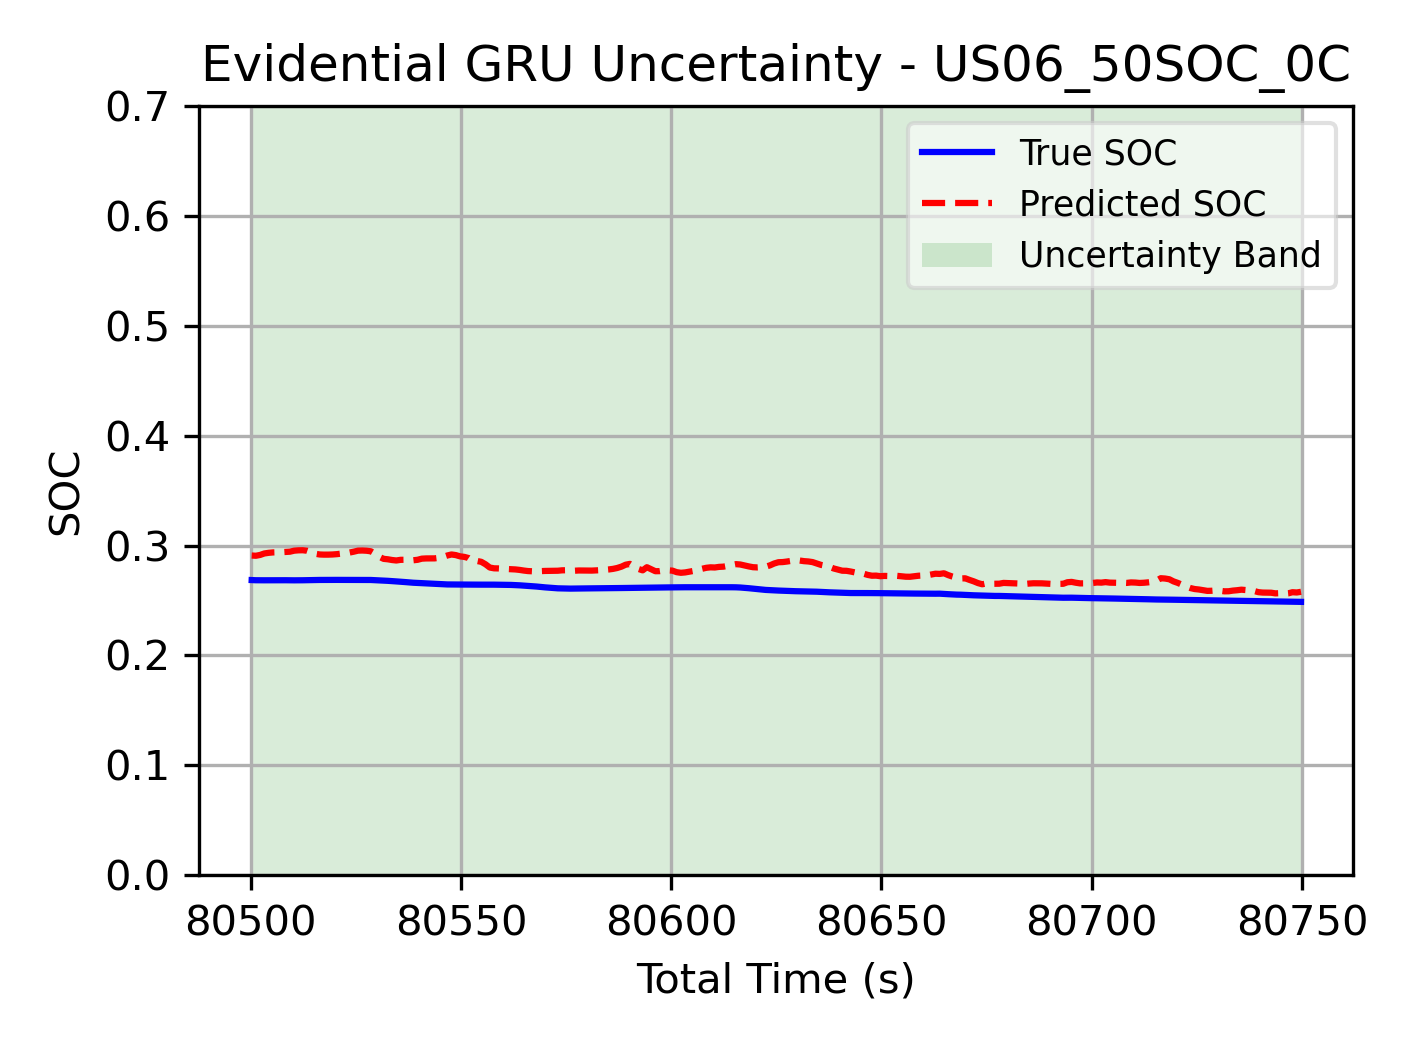 Evidential GRU Uncertainty - US06_50SOC_0C
0.7
0.6
0.5
0.4
0.3
0.2
0.1
0.0
SOC
True SOC
Predicted SOC
Uncertainty Band
80500 80550 80600 80650 80700 80750
Total Time (s)